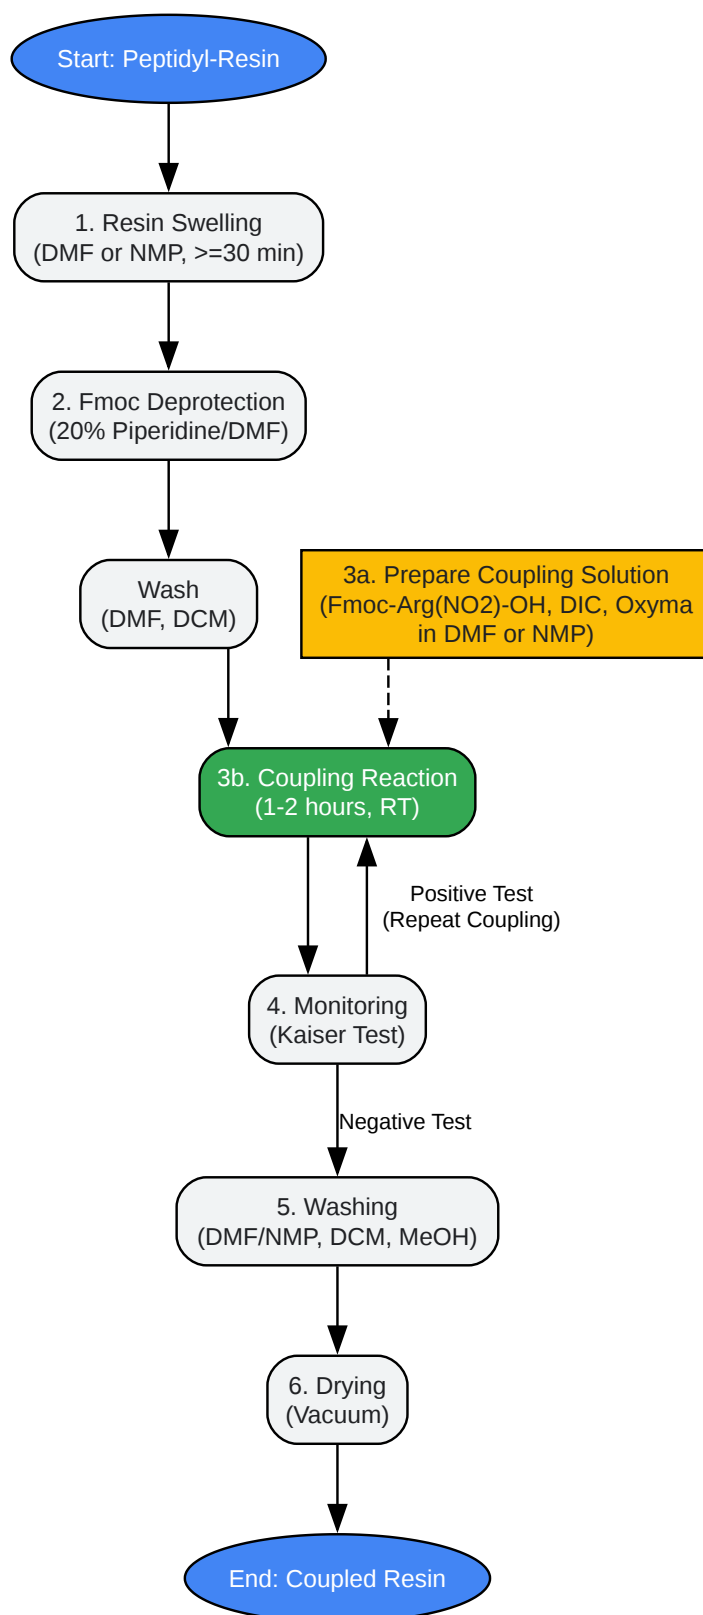 Start: Peptidyl-Resin
1. Resin Swelling
(DMF or NMP, >=30 min)
2. Fmoc Deprotection
(20% Piperidine/DMF)
Wash
(DMF, DCM)
3a. Prepare Coupling Solution
(Fmoc-Arg(NO2)-OH, DIC, Oxyma
in DMF or NMP)
3b. Coupling Reaction
(1-2 hours, RT)
Positive Test
(Repeat Coupling)
4. Monitoring
(Kaiser Test)
Negative Test
5. Washing
(DMF/NMP, DCM, MeOH)
6. Drying
(Vacuum)
End: Coupled Resin